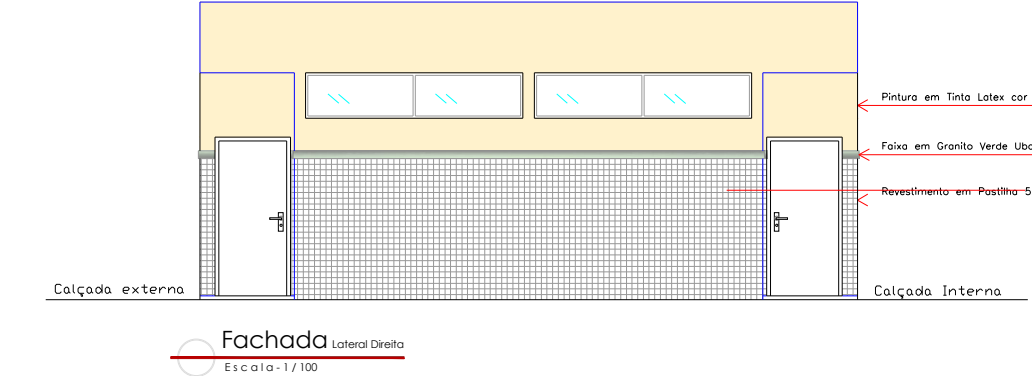 Pintura em Tinta Latex cor
Faixa em Granito Verde Uba
Revestimento em Pastilha 5
Calçada externa
Calçada Interna
Fachada Lateral Direita
Escala-1/100